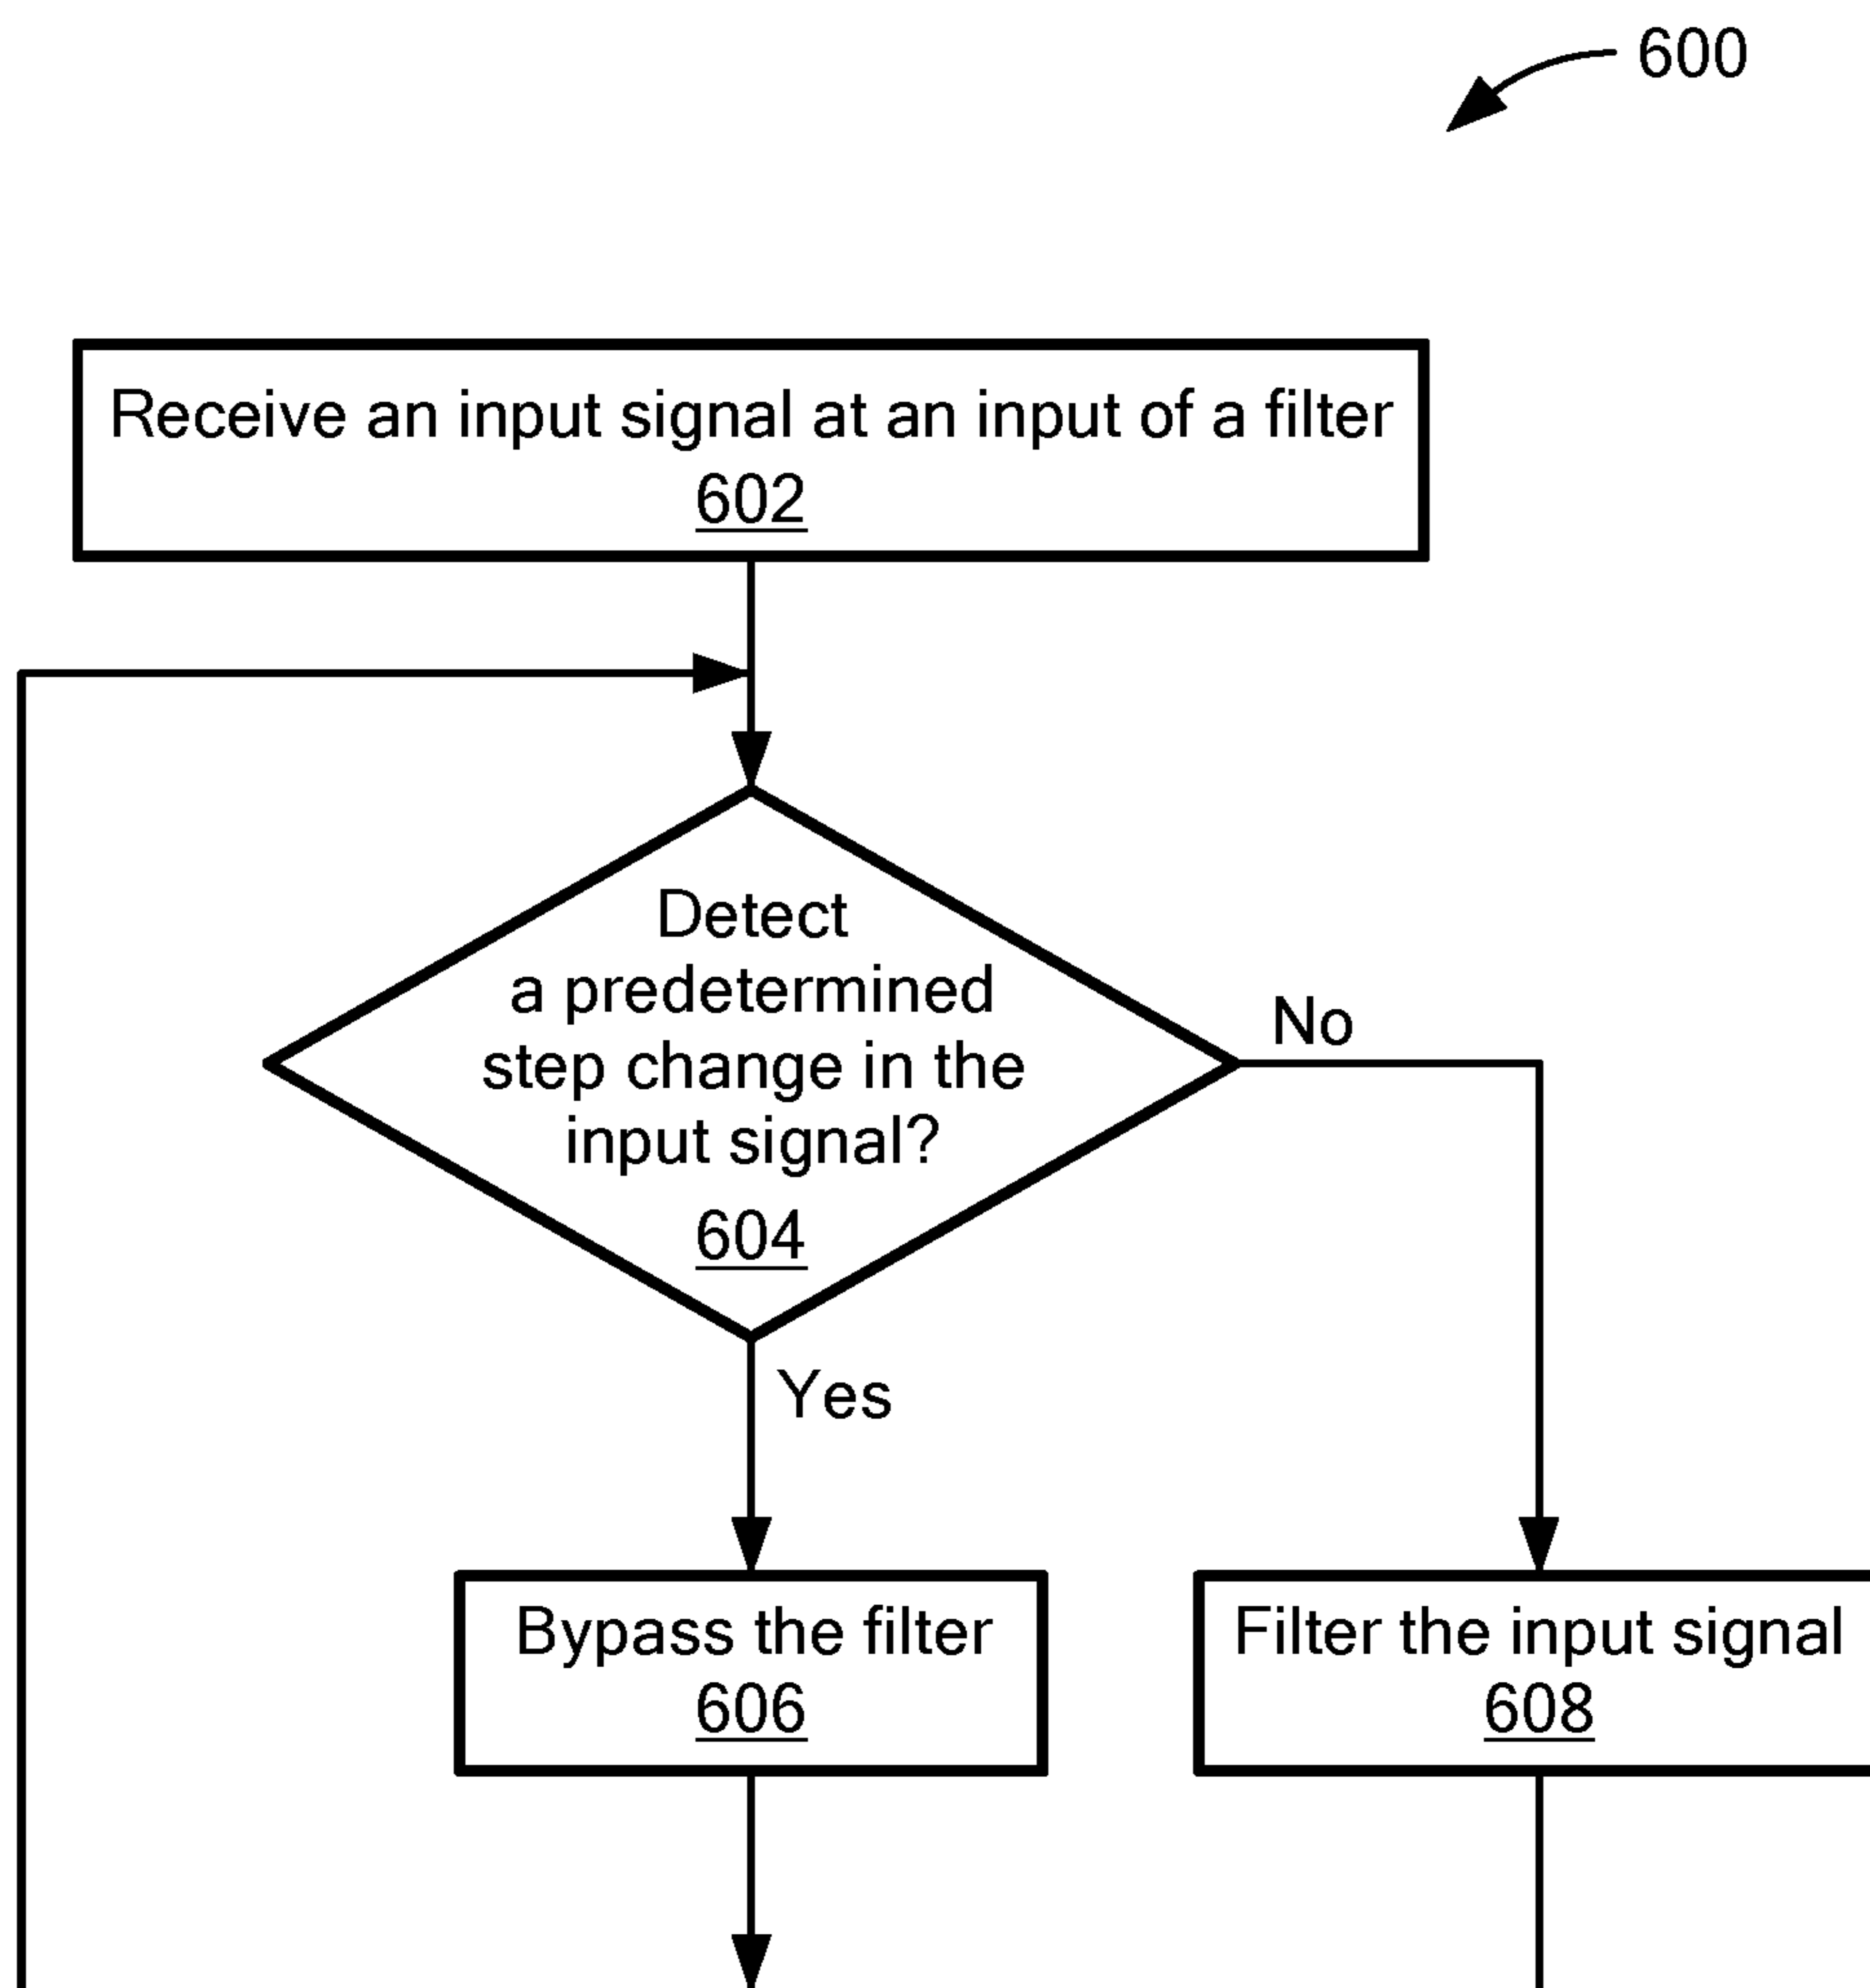 600
Receive an input signal at an input of a filter
602
Detect
a predetermined
step change in the
input signal?
604
No
Yes
Bypass the filter
606
Filter the input signal
608